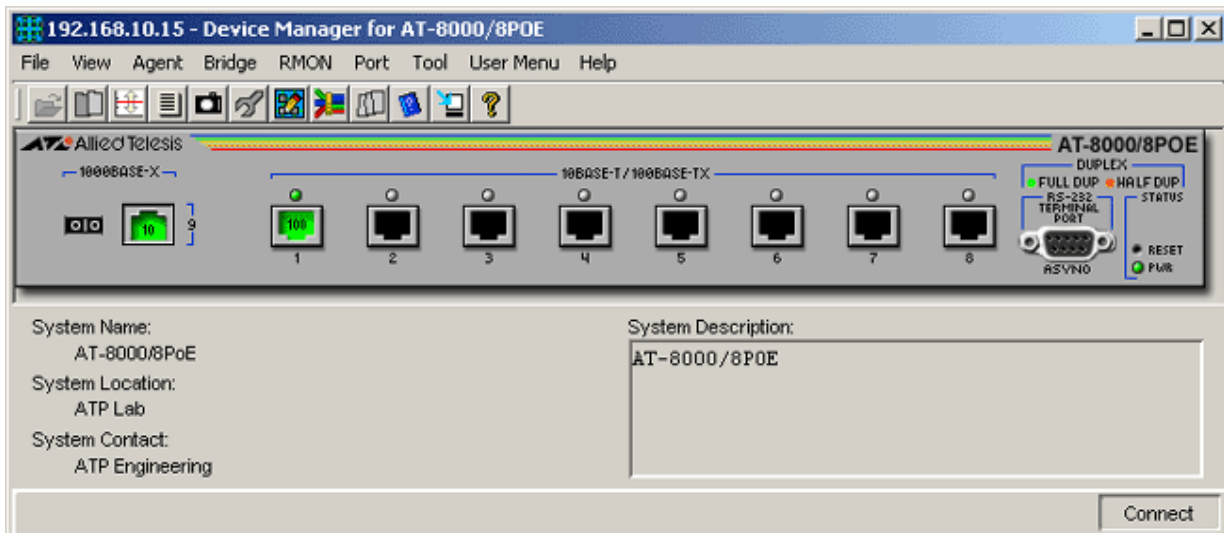 192.168.10.15 - Device Manager for AT-8000/8POE
File View Agent Bridge RMON Port Tool User Menu Help
Allied Telesis
AT-8000/8POE
1000BASE-X
10BASE-T/100BASE-TX
DUPLEX
FULL DUP HALF DUP
RS-232 TERMINAL PORT
STATUS
10
9
100
1 2 3 4 5 6 7 8
ASYNO
RESET
PWR
System Name:
AT-8000/8PoE
System Location:
ATP Lab
System Contact:
ATP Engineering
System Description:
AT-8000/8POE
Connect